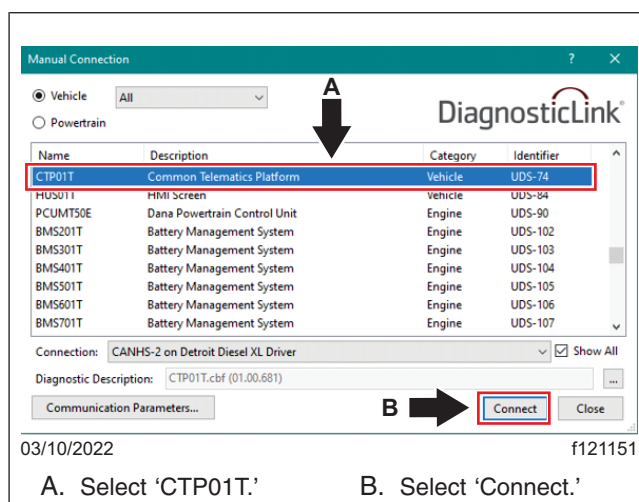 Manual Connection ? ×
Vehicle All A
Powertrain DiagnosticLink®
Name Description Category Identifier
CTP01T Common Telematics Platform Vehicle UDS-74
HUS01T HMI Screen Vehicle UDS-84
PCUMT50E Dana Powertrain Control Unit Engine UDS-90
BMS201T Battery Management System Engine UDS-102
BMS301T Battery Management System Engine UDS-103
BMS401T Battery Management System Engine UDS-104
BMS501T Battery Management System Engine UDS-105
BMS601T Battery Management System Engine UDS-106
BMS701T Battery Management System Engine UDS-107
Connection: CANHS-2 on Detroit Diesel XL Driver Show All
Diagnostic Description: CTP01T.cbf (01.00.681) ...
Communication Parameters... B Connect Close
03/10/2022 f121151
A. Select ‘CTP01T.’ B. Select ‘Connect.’